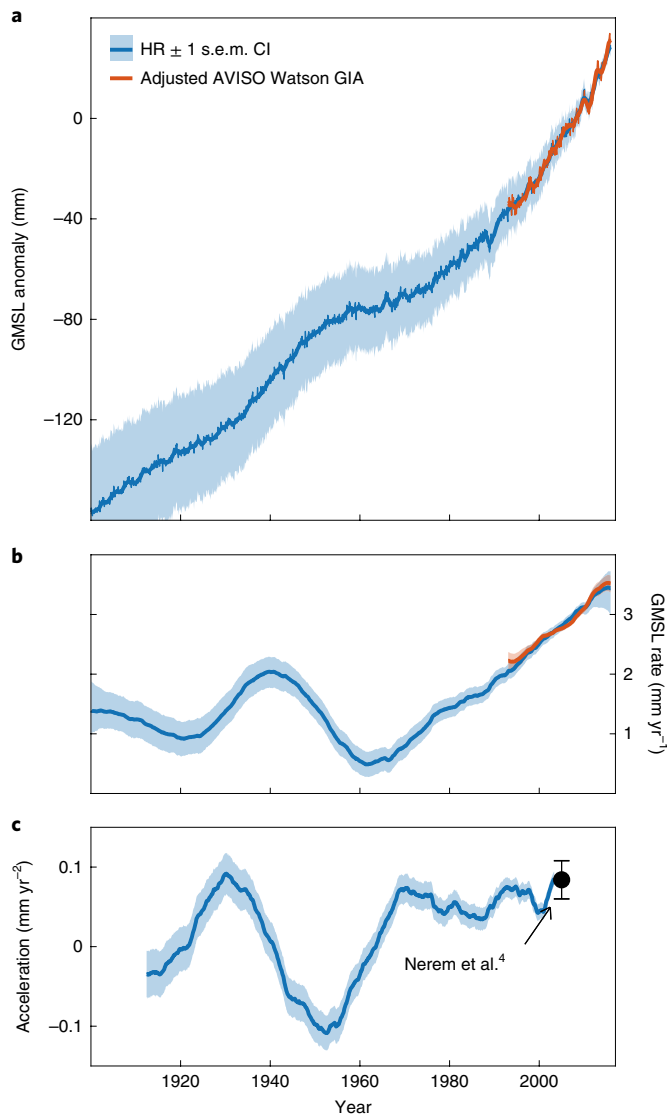 a
HR ± 1 s.e.m. CI
Adjusted AVISO Watson GIA
0
−40
−80
−120
GMSL anomaly (mm)
b
3
2
1
GMSL rate (mm yr⁻¹)
c
0.1
0
−0.1
Acceleration (mm yr⁻²)
Nerem et al.⁴
1920 1940 1960 1980 2000
Year